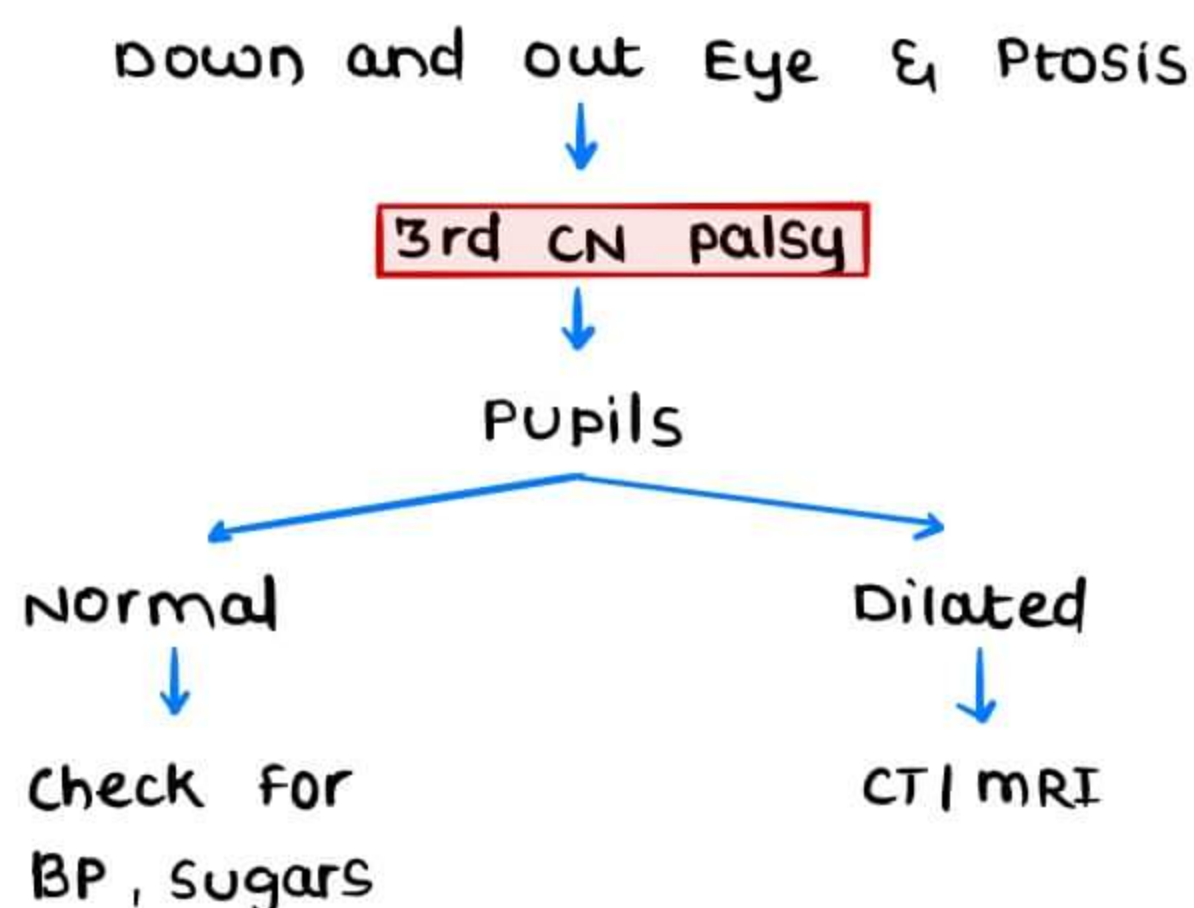 Down and out Eye & Ptosis
3rd CN palsy
Pupils
Normal Dilated
Check for CT/MRI
BP, Sugars